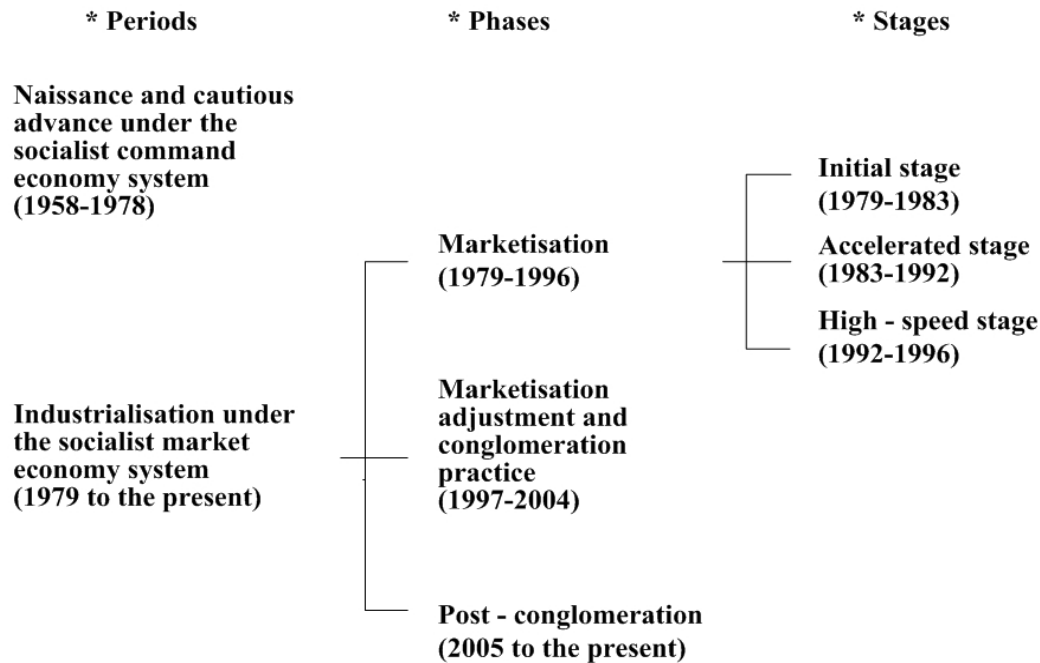 * Periods
* Phases
* Stages
Naissance and cautious
advance under the
socialist command
economy system
(1958-1978)
Industrialisation under
the socialist market
economy system
(1979 to the present)
Marketisation
(1979-1996)
Marketisation
adjustment and
conglomeration
practice
(1997-2004)
Post - conglomeration
(2005 to the present)
Initial stage
(1979-1983)
Accelerated stage
(1983-1992)
High - speed stage
(1992-1996)